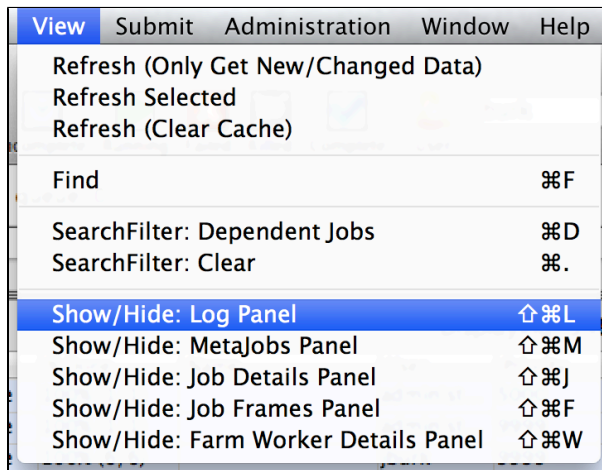 View Submit Administration Window Help
Refresh (Only Get New/Changed Data)
Refresh Selected
Refresh (Clear Cache)
Find ⌘F
SearchFilter: Dependent Jobs ⌘D
SearchFilter: Clear ⌘.
Show/Hide: Log Panel ⇧⌘L
Show/Hide: MetaJobs Panel ⇧⌘M
Show/Hide: Job Details Panel ⇧⌘J
Show/Hide: Job Frames Panel ⇧⌘F
Show/Hide: Farm Worker Details Panel ⇧⌘W